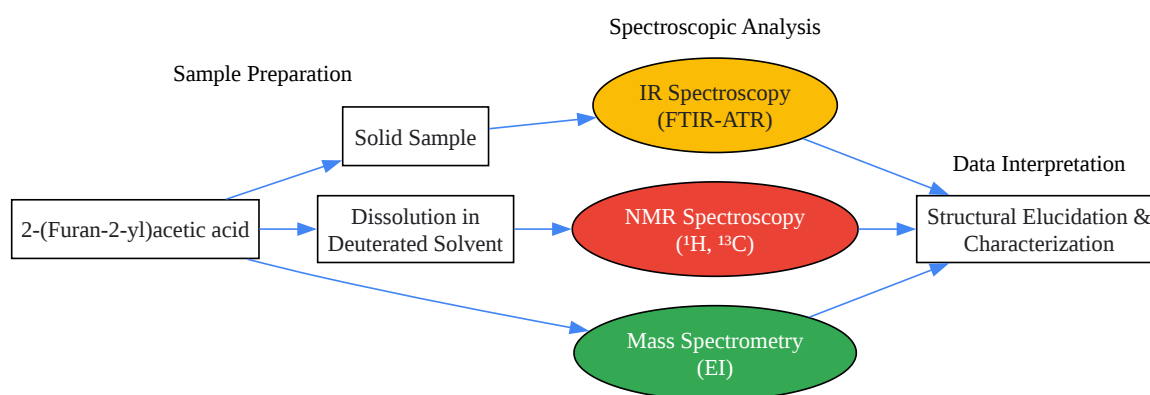 Spectroscopic Analysis
Sample Preparation
IR Spectroscopy
(FTIR-ATR)
Solid Sample
Data Interpretation
2-(Furan-2-yl)acetic acid
Dissolution in
Deuterated Solvent
NMR Spectroscopy
(¹H, ¹³C)
Structural Elucidation &
Characterization
Mass Spectrometry
(EI)